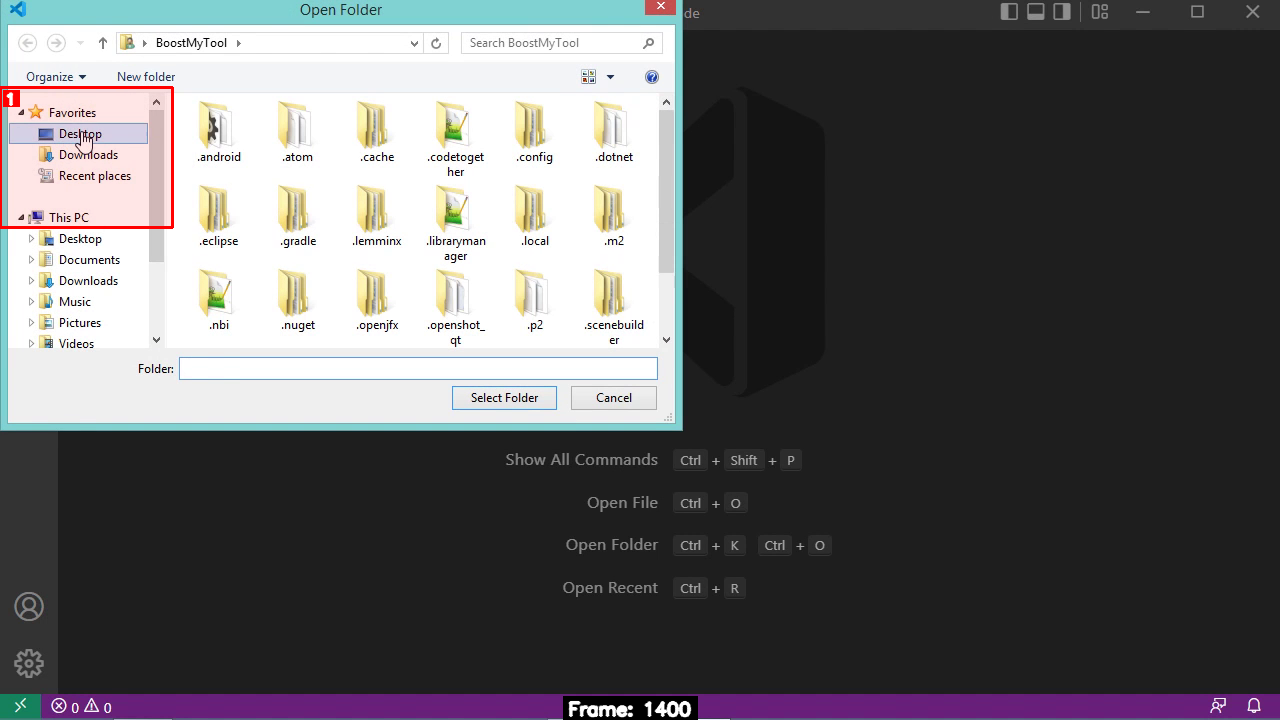 Open Folder
de
BoostMyTool
Search BoostMyTool
Organize
New folder
1
Favorites
Desktop
Downloads
Recent places
This PC
Desktop
Documents
Downloads
Music
Pictures
Videos
.android
.atom
.cache
.codetogether
.config
.dotnet
.eclipse
.gradle
.lemminx
.librarymanager
.local
.m2
.nbi
.nuget
.openjfx
.openshot_qt
.p2
.scenebuilder
Folder:
Select Folder
Cancel
Show All Commands Ctrl + Shift + P
Open File Ctrl + O
Open Folder Ctrl + K Ctrl + O
Open Recent Ctrl + R
0 0
Frame: 1400